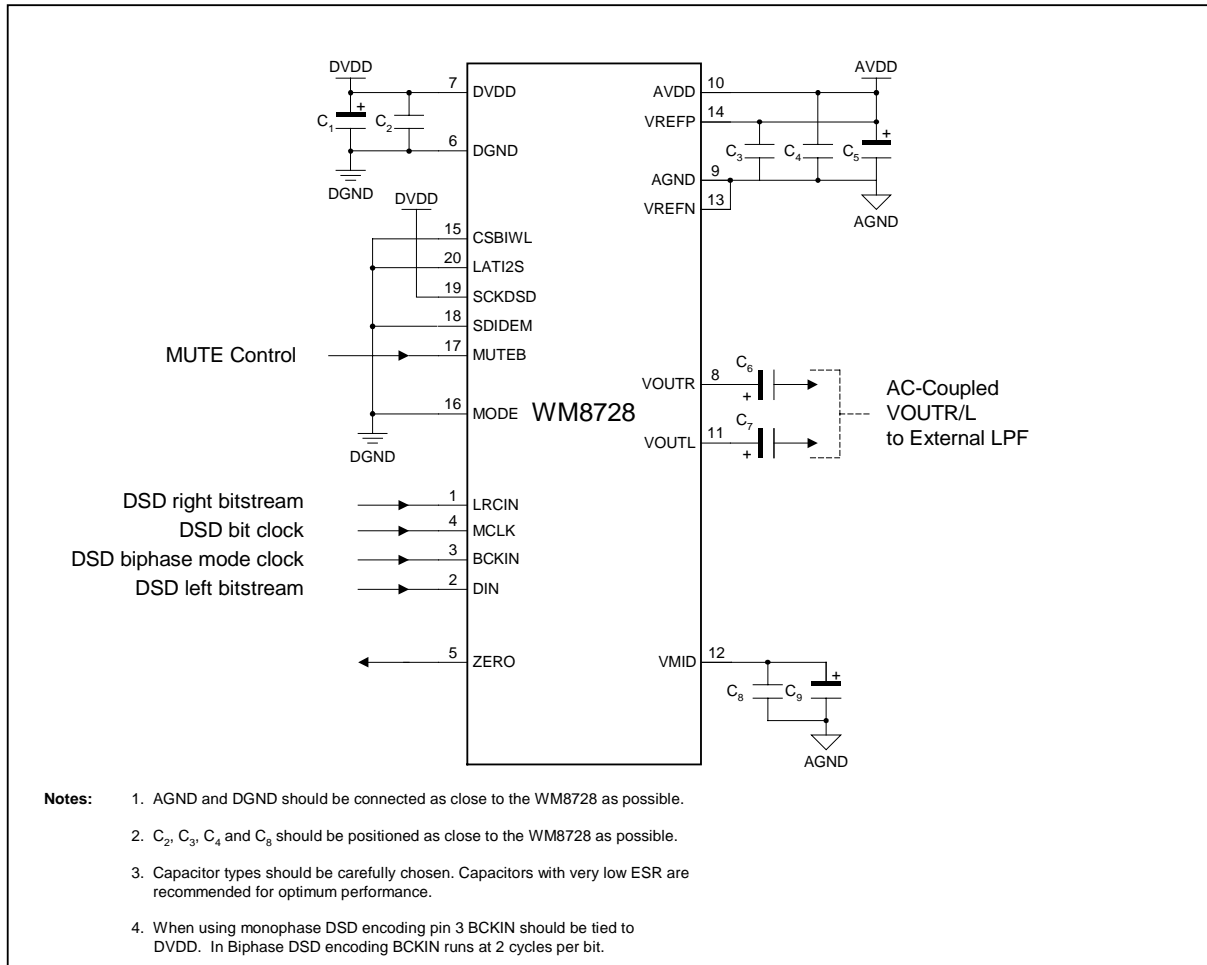 DVDD
7
DVDD
C1
+
C2
6
DGND
DGND
DVDD
15
CSBIWL
20
LATI2S
19
SCKDSD
18
SDIDEM
MUTE Control
17
MUTEB
16
MODE
DGND
WM8728
DSD right bitstream
1
LRCIN
DSD bit clock
4
MCLK
DSD biphase mode clock
3
BCKIN
DSD left bitstream
2
DIN
5
ZERO
AVDD
AVDD
10
VREFP
14
C3
C4
C5
+
AGND
9
VREFN
13
AGND
VOUTR
8
C6
+
VOUTL
11
C7
+
AC-Coupled
VOUTR/L
to External LPF
VMID
12
C8
C9
+
AGND
Notes:
1. AGND and DGND should be connected as close to the WM8728 as possible.
2. C2, C3, C4 and C8 should be positioned as close to the WM8728 as possible.
3. Capacitor types should be carefully chosen. Capacitors with very low ESR are
recommended for optimum performance.
4. When using monophase DSD encoding pin 3 BCKIN should be tied to
DVDD. In Biphase DSD encoding BCKIN runs at 2 cycles per bit.